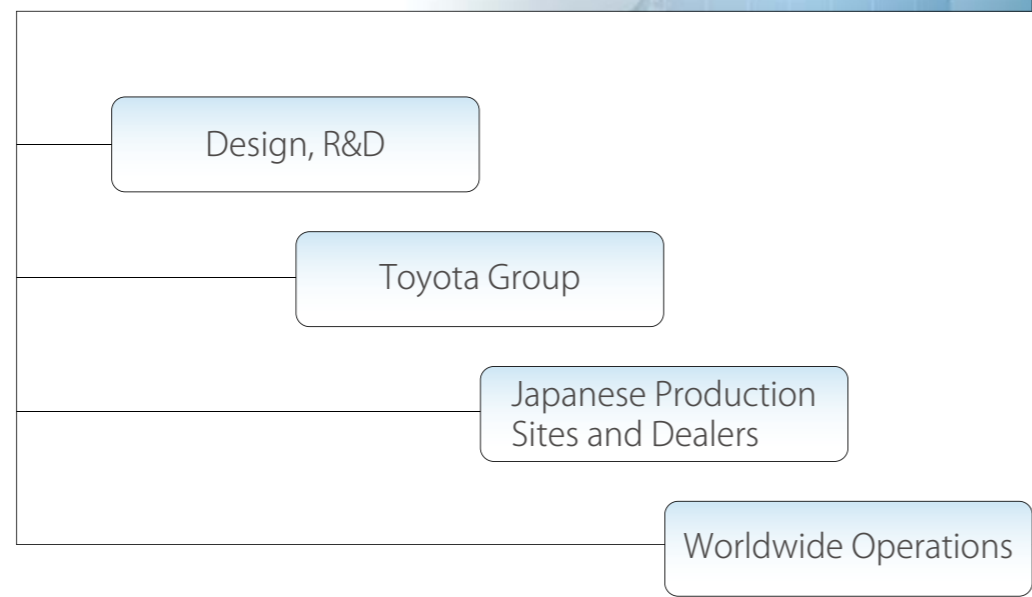 Design, R&D
Toyota Group
Japanese Production
Sites and Dealers
Worldwide Operations